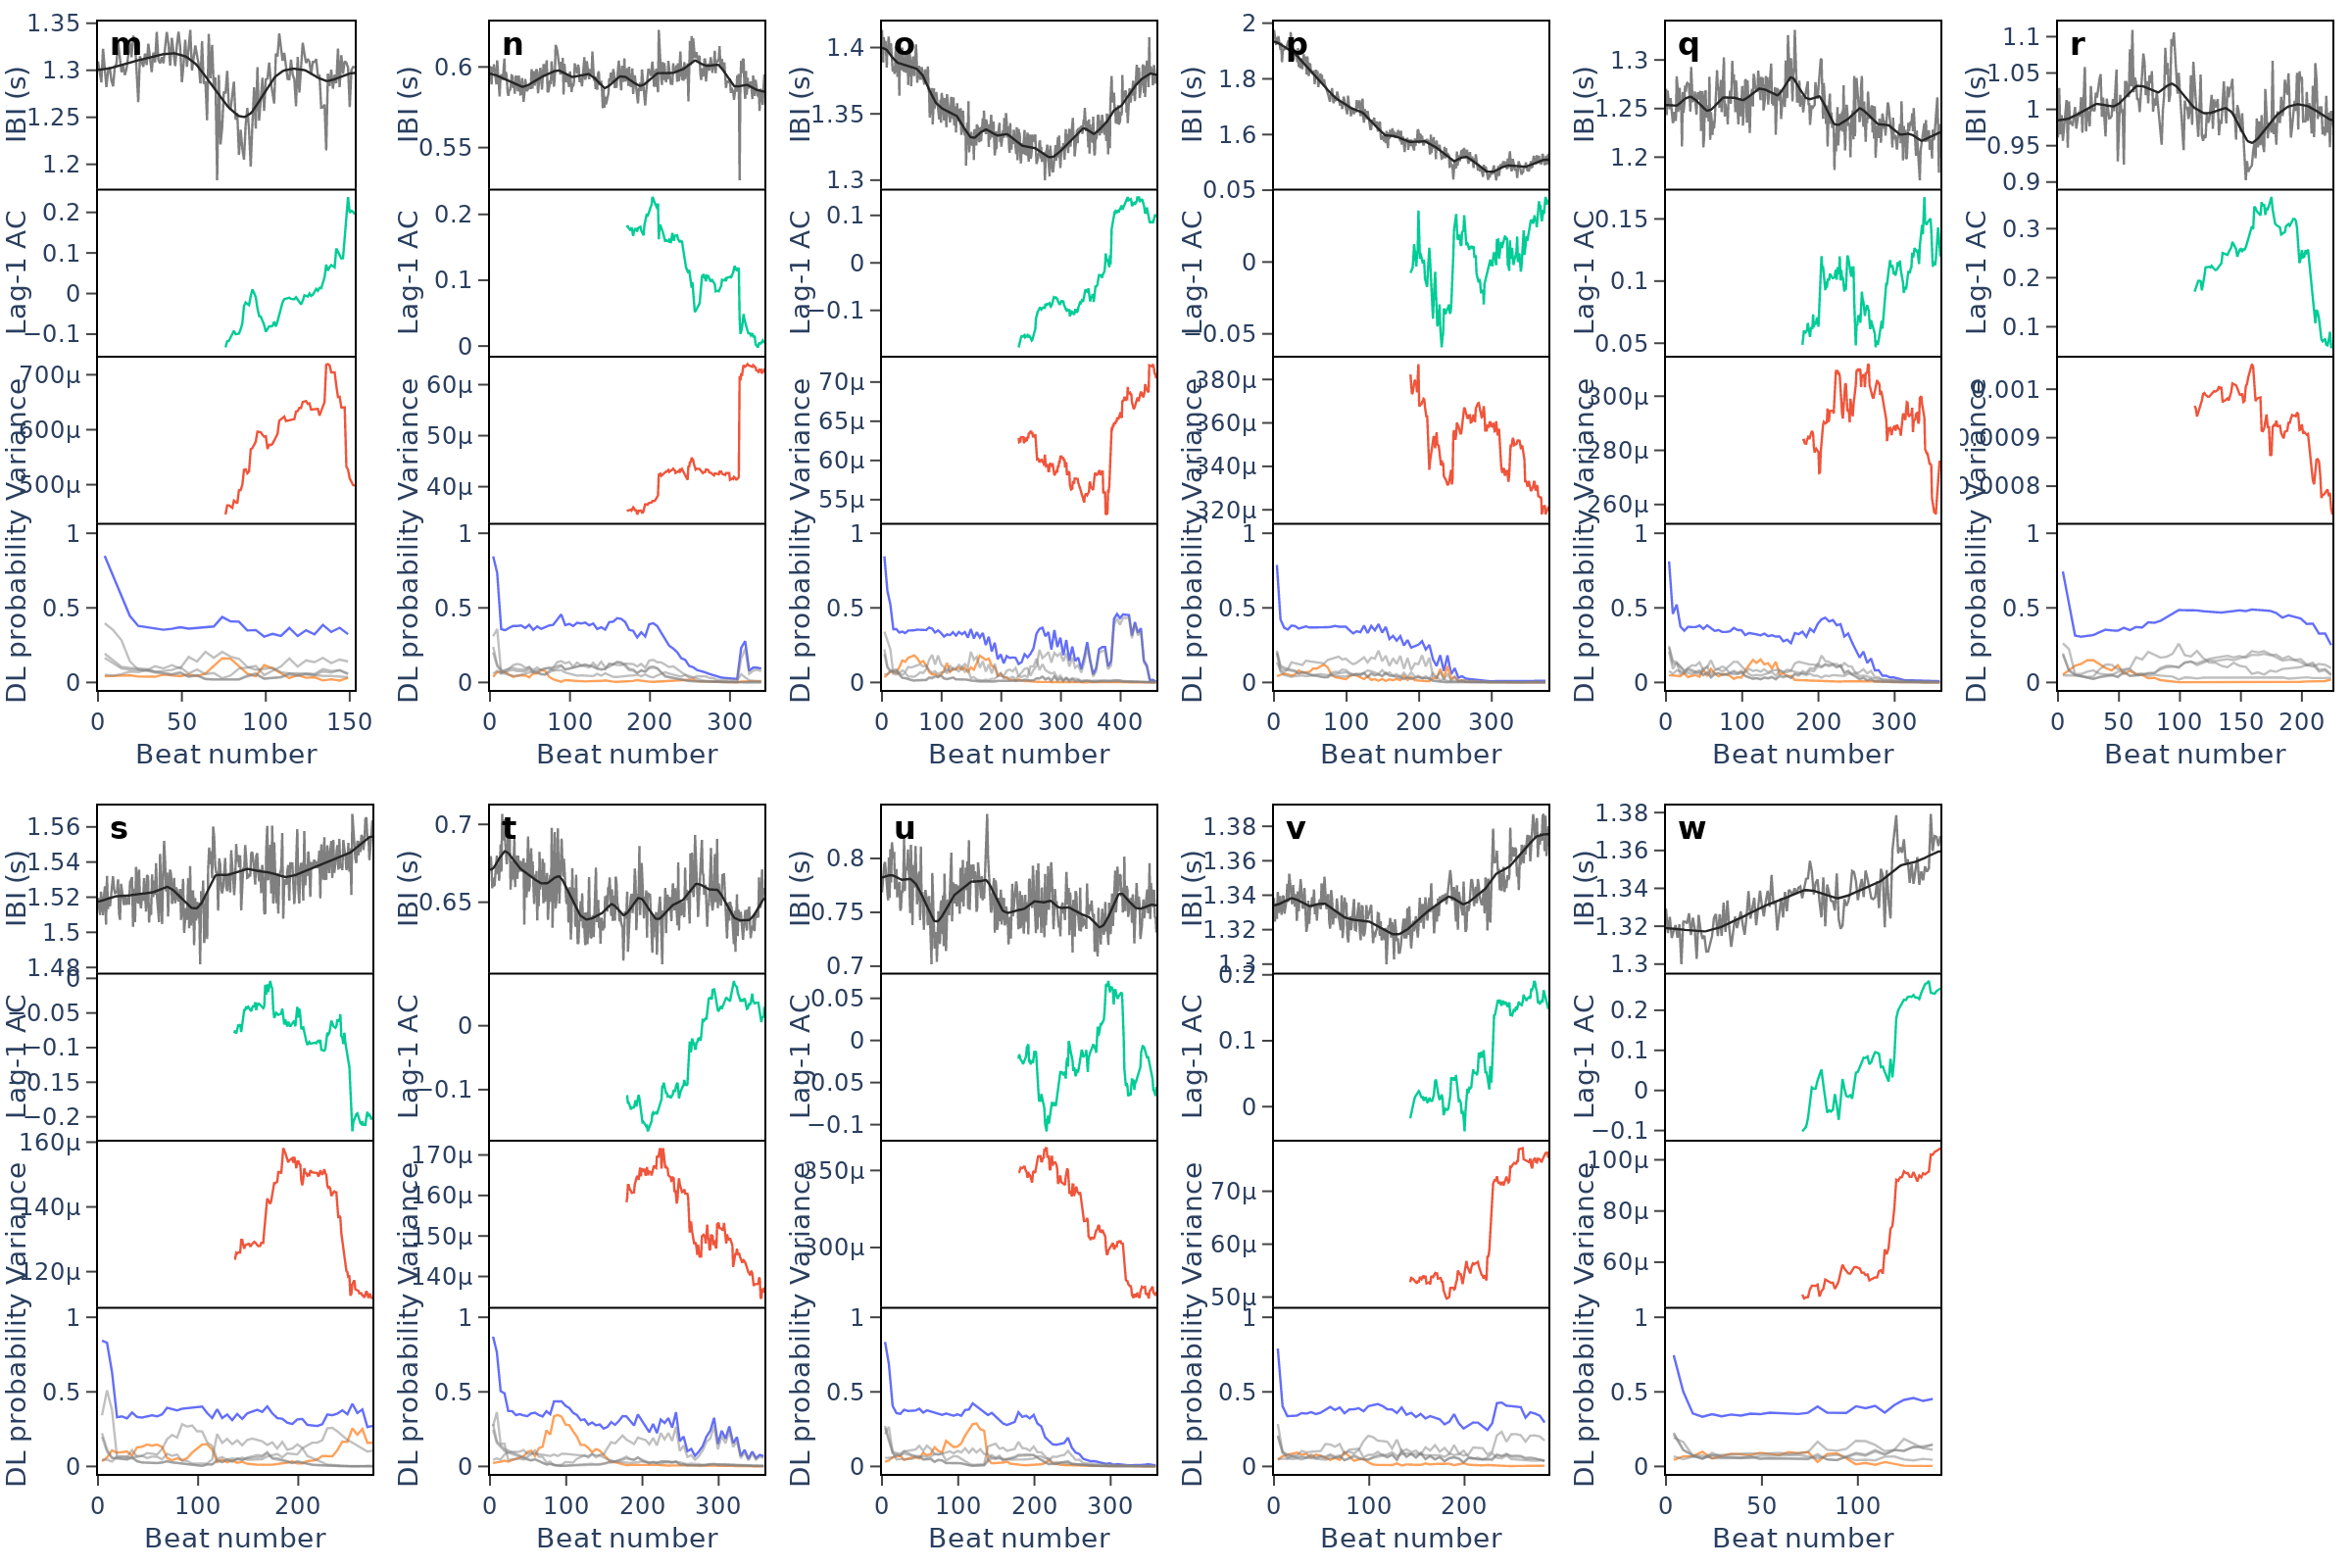 m
IBI (s)
1.35
1.3
1.25
1.2
Lag-1 AC
0.2
0.1
0
−0.1
Variance
700μ
600μ
500μ
DL probability
1
0.5
0
0 50 100 150
Beat number
n
IBI (s)
0.6
0.55
Lag-1 AC
0.2
0.1
0
Variance
60μ
50μ
40μ
DL probability
1
0.5
0
0 100 200 300
Beat number
o
IBI (s)
1.4
1.35
1.3
Lag-1 AC
0.1
0
−0.1
Variance
70μ
65μ
60μ
55μ
DL probability
1
0.5
0
0 100 200 300 400
Beat number
p
IBI (s)
2
1.8
1.6
Lag-1 AC
0.05
0
−0.05
Variance
380μ
360μ
340μ
320μ
DL probability
1
0.5
0
0 100 200 300
Beat number
q
IBI (s)
1.3
1.25
1.2
Lag-1 AC
0.15
0.1
0.05
Variance
300μ
280μ
260μ
DL probability
1
0.5
0
0 100 200 300
Beat number
r
IBI (s)
1.1
1.05
1
0.95
0.9
Lag-1 AC
0.3
0.2
0.1
Variance
0.001
0.0009
0.0008
DL probability
1
0.5
0
0 50 100 150 200
Beat number
s
IBI (s)
1.56
1.54
1.52
1.5
1.48
Lag-1 AC
0
−0.05
−0.1
−0.15
−0.2
Variance
160μ
140μ
120μ
DL probability
1
0.5
0
0 100 200
Beat number
t
IBI (s)
0.7
0.65
Lag-1 AC
0
−0.1
Variance
170μ
160μ
150μ
140μ
DL probability
1
0.5
0
0 100 200 300
Beat number
u
IBI (s)
0.8
0.75
0.7
Lag-1 AC
0.05
0
−0.05
−0.1
Variance
350μ
300μ
DL probability
1
0.5
0
0 100 200 300
Beat number
v
IBI (s)
1.38
1.36
1.34
1.32
1.3
Lag-1 AC
0.2
0.1
0
Variance
70μ
60μ
50μ
DL probability
1
0.5
0
0 100 200
Beat number
w
IBI (s)
1.38
1.36
1.34
1.32
1.3
Lag-1 AC
0.2
0.1
0
−0.1
Variance
100μ
80μ
60μ
DL probability
1
0.5
0
0 50 100
Beat number